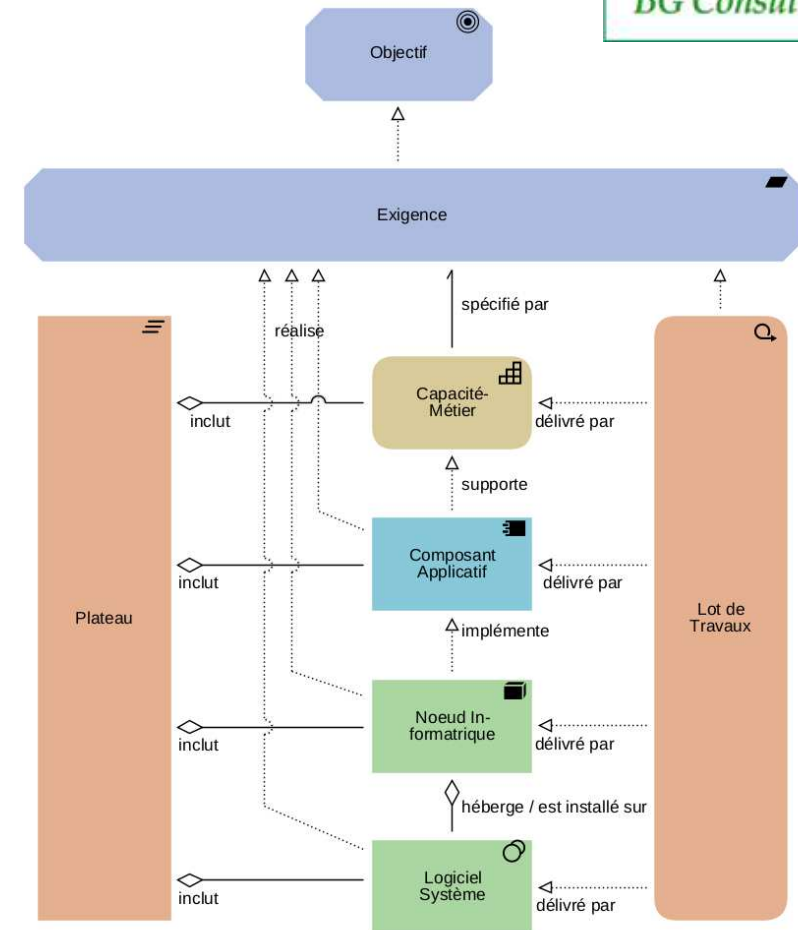 BG Consul
Objectif
Exigence
spécifié par
réalise
Capacité-
Métier
inclut
délivré par
supporte
Composant
Applicatif
inclut
délivré par
Plateau
Lot de
Travaux
implémente
Noeud In-
formatrique
inclut
délivré par
héberge / est installé sur
Logiciel
Système
inclut
délivré par